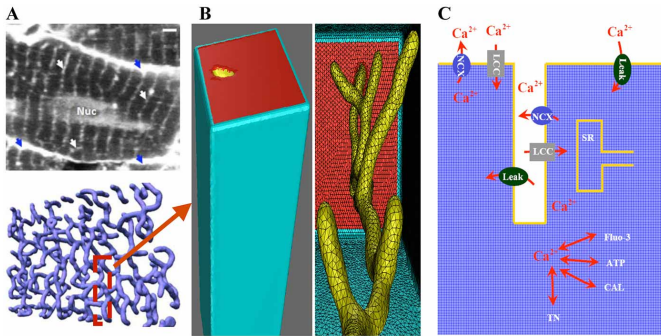 A
Nuc
B
C
Ca2+
Ca2+
Ca2+
NCX
LCC
Leak
Ca2+
Ca2+
NCX
LCC
SR
Leak
Ca2+
Fluo-3
Ca2+
ATP
CAL
TN